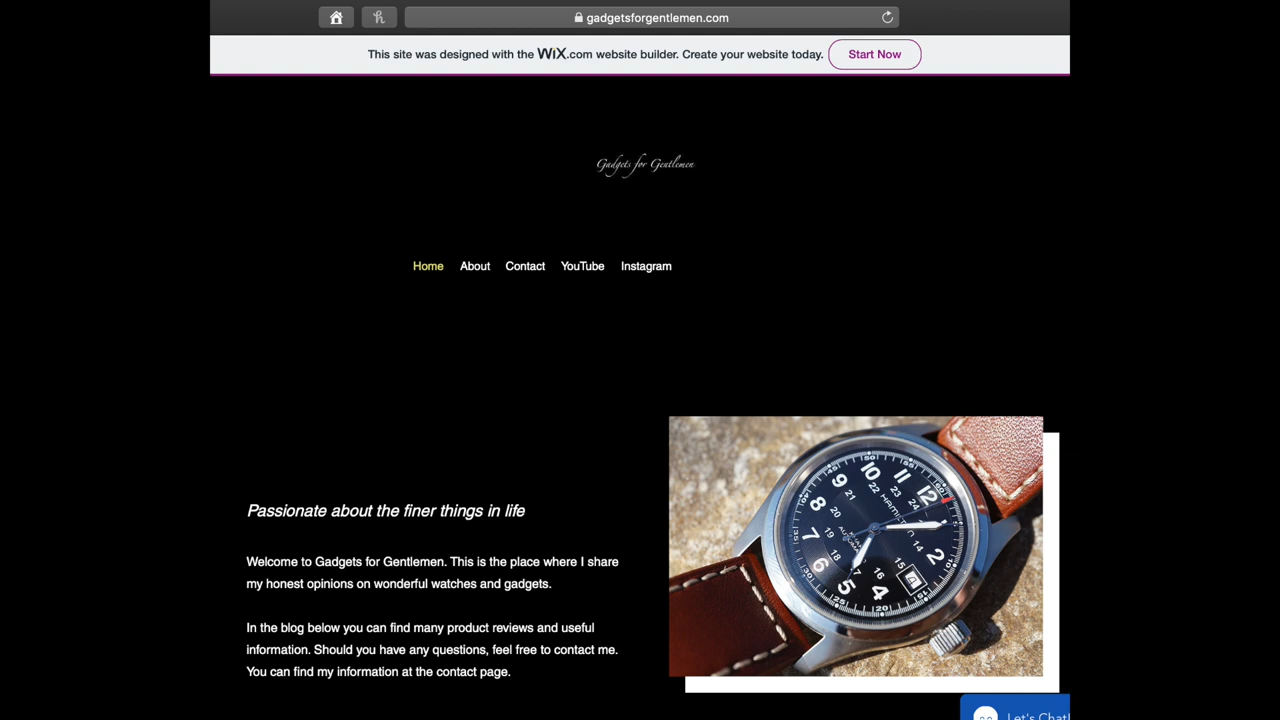 gadgetsforgentlemen.com
This site was designed with the WiX.com website builder. Create your website today. Start Now
Gadgets for Gentlemen
Home About Contact YouTube Instagram
Passionate about the finer things in life
Welcome to Gadgets for Gentlemen. This is the place where I share
my honest opinions on wonderful watches and gadgets.
In the blog below you can find many product reviews and useful
information. Should you have any questions, feel free to contact me.
You can find my information at the contact page.
HAMILTON
Let's Chat!